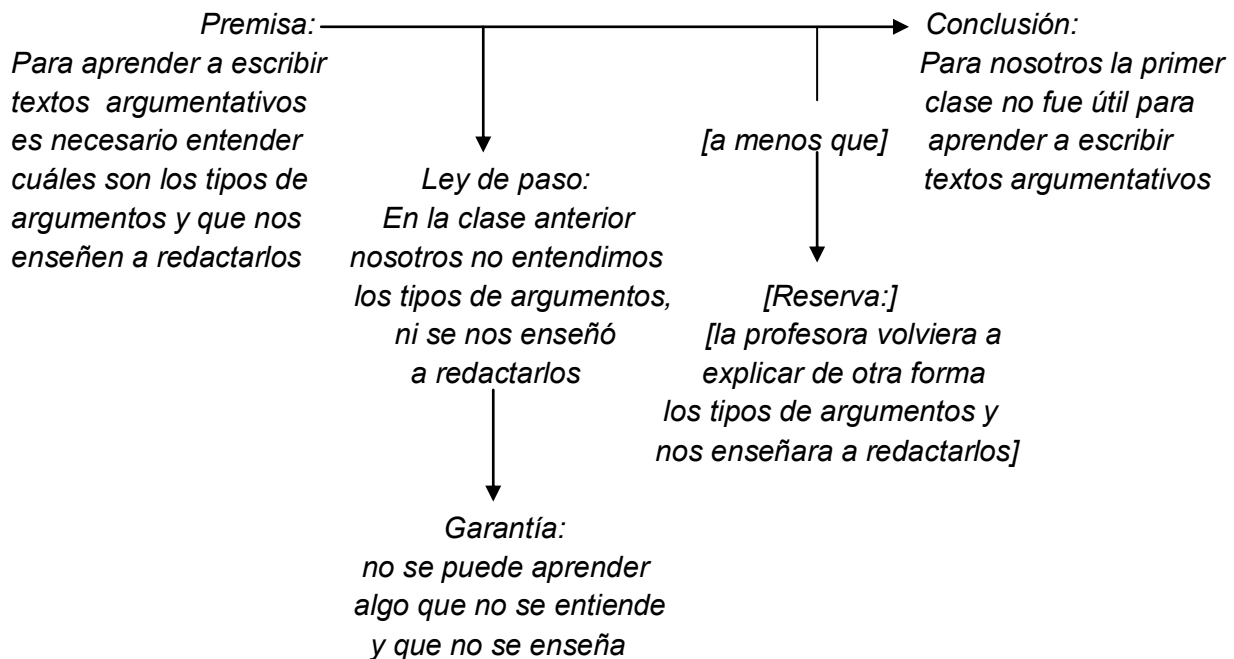 Premisa:
Para aprender a escribir
textos argumentativos
es necesario entender
cuáles son los tipos de
argumentos y que nos
enseñen a redactarlos
Ley de paso:
En la clase anterior
nosotros no entendimos
los tipos de argumentos,
ni se nos enseñó
a redactarlos
Garantía:
no se puede aprender
algo que no se entiende
y que no se enseña
[a menos que]
[Reserva:]
[la profesora volviera a
explicar de otra forma
los tipos de argumentos y
nos enseñara a redactarlos]
Conclusión:
Para nosotros la primer
clase no fue útil para
aprender a escribir
textos argumentativos